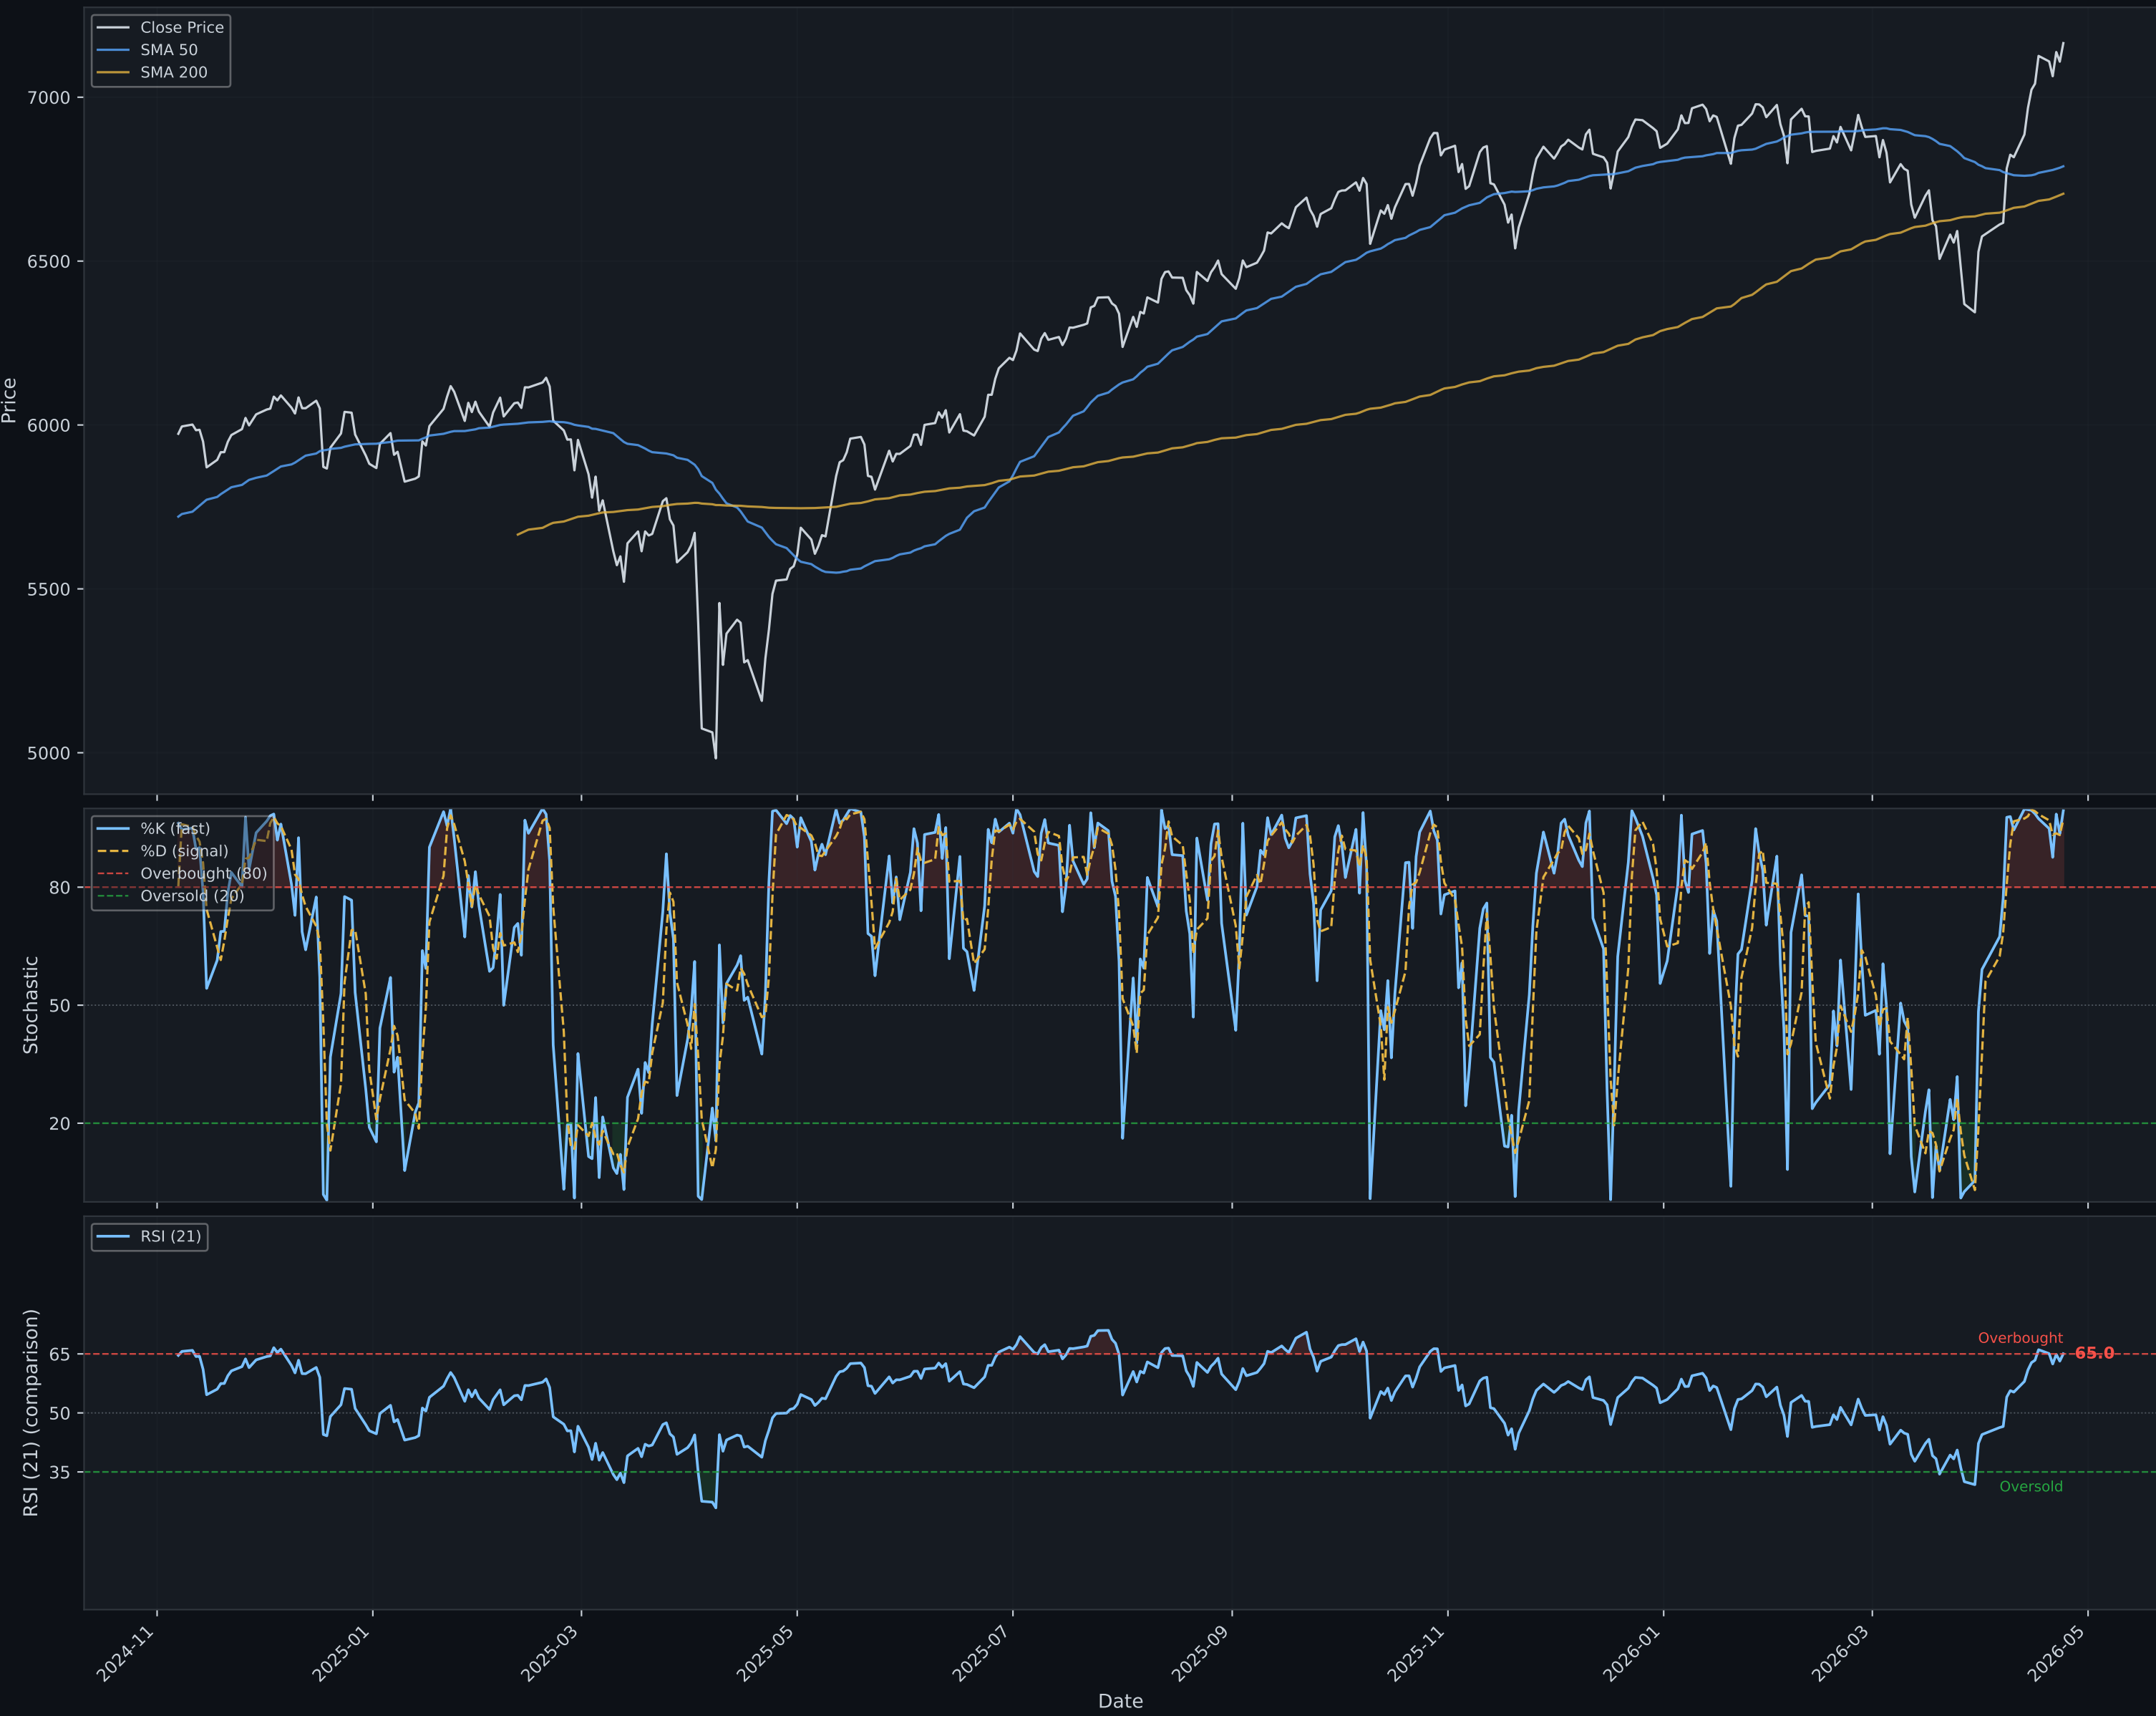 Close Price
SMA 50
SMA 200
7000
6500
6000
5500
5000
Price
%K (fast)
%D (signal)
Overbought (80)
Oversold (20)
80
50
20
Stochastic
RSI (21)
65
50
35
RSI (21) (comparison)
Overbought
65.0
Oversold
2024-11
2025-01
2025-03
2025-05
2025-07
2025-09
2025-11
2026-01
2026-03
2026-05
Date